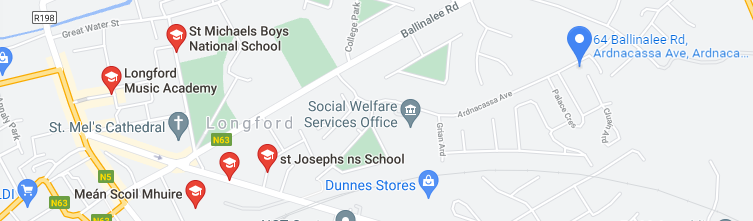 R198
Great Water St
St Michaels Boys
National School
College Park
Ballinalee Rd
64 Ballinalee Rd,
Ardnacassa Ave, Ardnaca...
Longford
Music Academy
Annaly Park
St. Mel's Cathedral
Longford
Social Welfare
Services Office
Ardnacassa Ave
Palace Cres
Grian Ard
N63
st Josephs ns School
N5
Dunnes Stores
LDI
N63
Meán Scoil Mhuire
N63